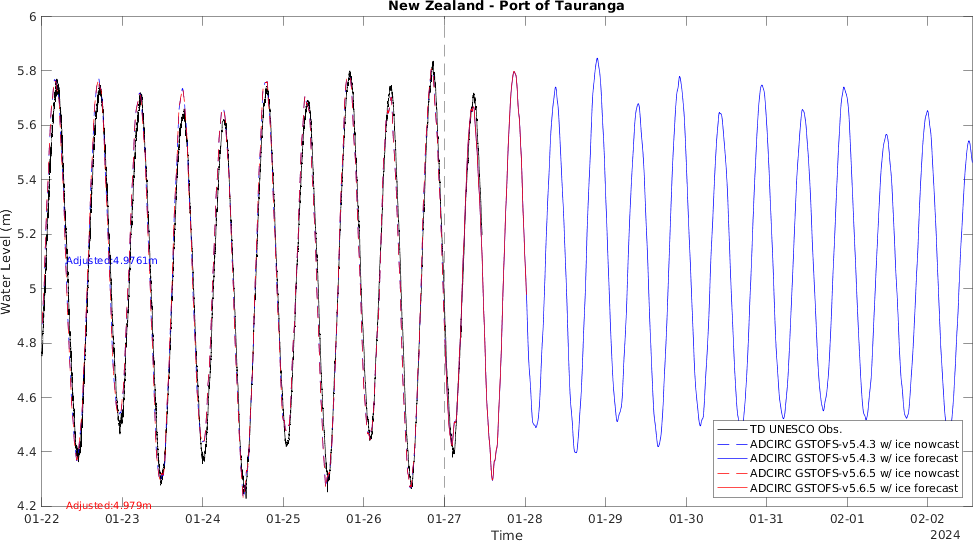 New Zealand - Port of Tauranga
6
5.8
5.6
5.4
5.2
5
4.8
4.6
4.4
4.2
Water Level (m)
Adjusted:4.9761m
Adjusted:4.979m
TD UNESCO Obs.
ADCIRC GSTOFS-v5.4.3 w/ ice nowcast
ADCIRC GSTOFS-v5.4.3 w/ ice forecast
ADCIRC GSTOFS-v5.6.5 w/ ice nowcast
ADCIRC GSTOFS-v5.6.5 w/ ice forecast
01-22 01-23 01-24 01-25 01-26 01-27 01-28 01-29 01-30 01-31 02-01 02-02
Time
2024